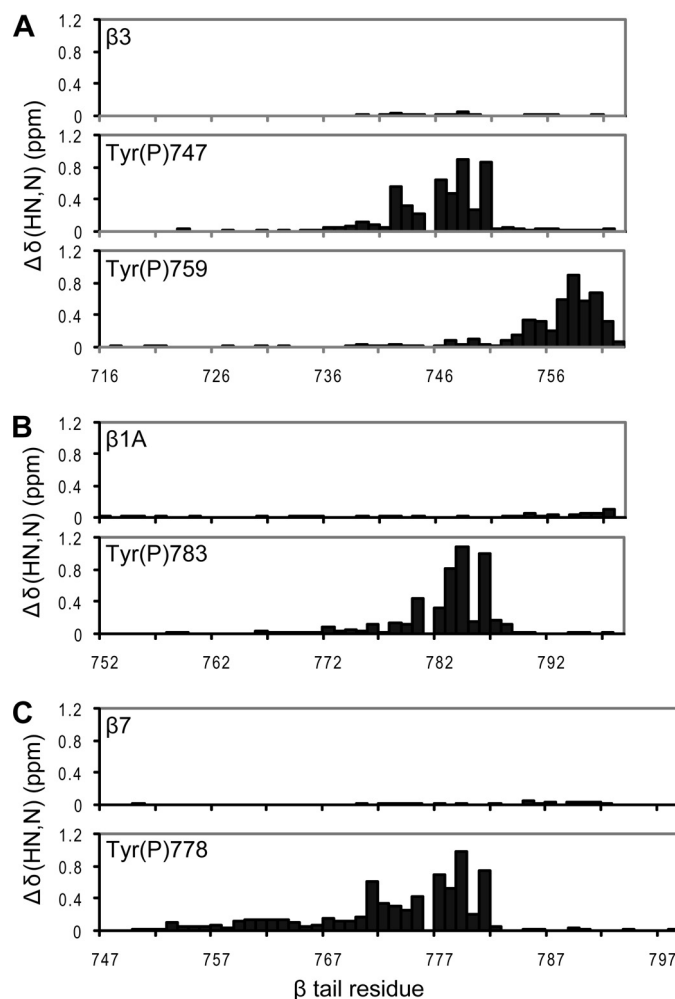 A
β3
1.2
0.8
0.4
0
Δδ(HN,N) (ppm)
Tyr(P)747
1.2
0.8
0.4
0
Tyr(P)759
1.2
0.8
0.4
0
716 726 736 746 756
B
β1A
1.2
0.8
0.4
0
Δδ(HN,N) (ppm)
Tyr(P)783
1.2
0.8
0.4
0
752 762 772 782 792
C
β7
1.2
0.8
0.4
0
Δδ(HN,N) (ppm)
Tyr(P)778
1.2
0.8
0.4
0
747 757 767 777 787 797
β tail residue